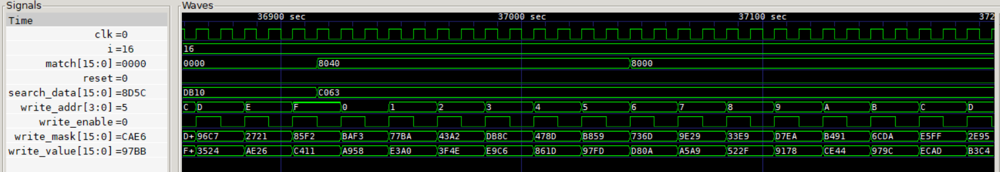 Signals Waves
Time 36900 sec 37000 sec 37100 sec 372
clk=0
i=16 16
match[15:0]=0000 0000 8040 8000
reset=0
search_data[15:0]=8D5C DB10 C063
write_addr[3:0]=5 C D E F 0 1 2 3 4 5 6 7 8 9 A B C D
write_enable=0
write_mask[15:0]=CAE6 D+ 96C7 2721 85F2 BAF3 77BA 43A2 DB8C 478D B859 736D 9E29 33E9 D7EA B491 6CDA E5FF 2E95
write_value[15:0]=97BB F+ 3524 AE26 C411 A958 E3A0 3F4E E9C6 861D 97FD D80A A5A9 522F 9178 CE44 979C ECAD B3C4